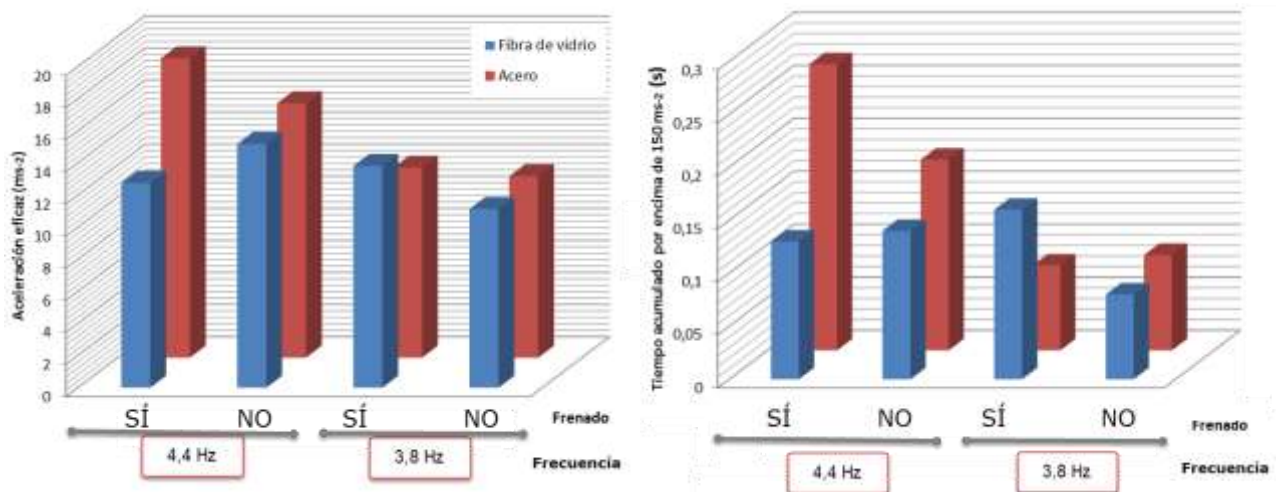 Fibra de vidrio
Acero
Aceleración eficaz (ms-2)
20
18
16
14
12
10
8
6
4
2
0
SÍ NO SÍ NO
Frenado
4,4 Hz 3,8 Hz
Frecuencia
Tiempo acumulado por encima de 150 ms-2 (s)
0,3
0,25
0,2
0,15
0,1
0,05
0
SÍ NO SÍ NO
Frenado
4,4 Hz 3,8 Hz
Frecuencia